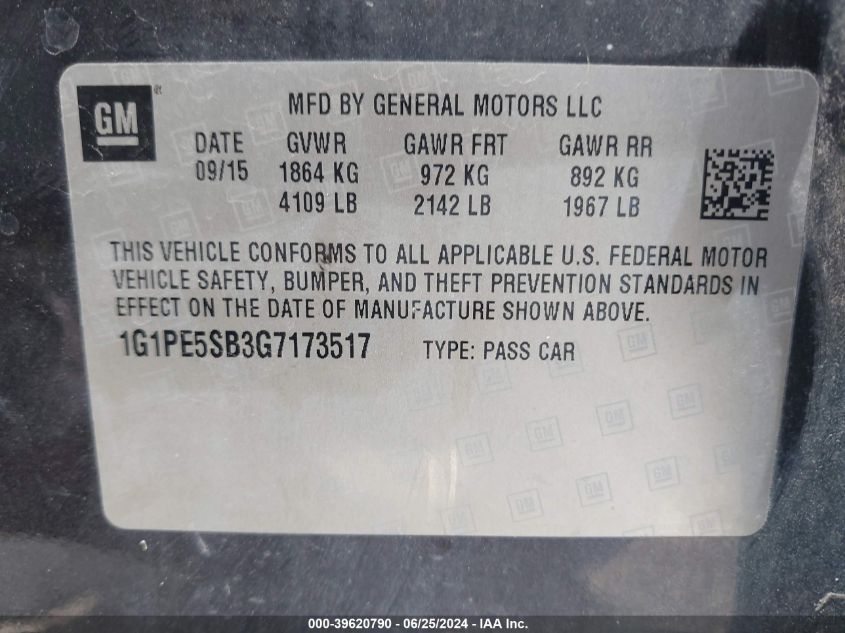 GM
MFD BY GENERAL MOTORS LLC
DATE GVWR GAWR FRT GAWR RR
09/15 1864 KG 972 KG 892 KG
4109 LB 2142 LB 1967 LB
THIS VEHICLE CONFORMS TO ALL APPLICABLE U.S. FEDERAL MOTOR
VEHICLE SAFETY, BUMPER, AND THEFT PREVENTION STANDARDS IN
EFFECT ON THE DATE OF MANUFACTURE SHOWN ABOVE.
1G1PE5SB3G7173517 TYPE: PASS CAR
000-39620790 - 06/25/2024 - IAA Inc.